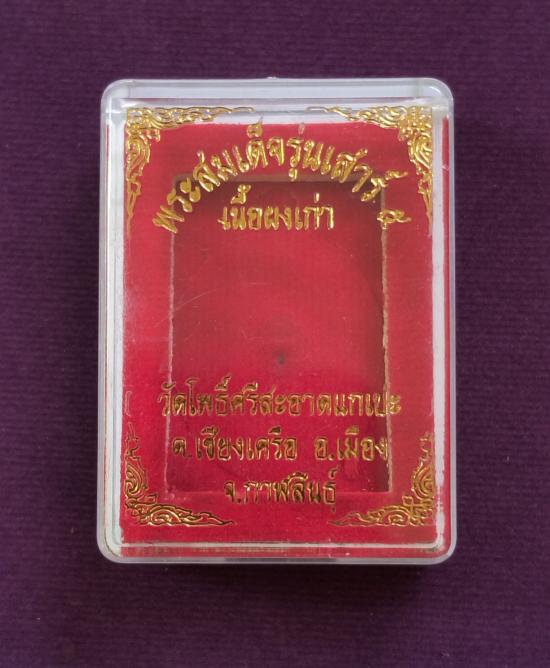 พระสมเด็จรุ่นเสาร์ ๕
เนื้อผงเก่า
วัดโพธิ์ศรีสะอาดแกเปะ
ต.เชียงเครือ อ.เมือง
จ.กาฬสินธุ์